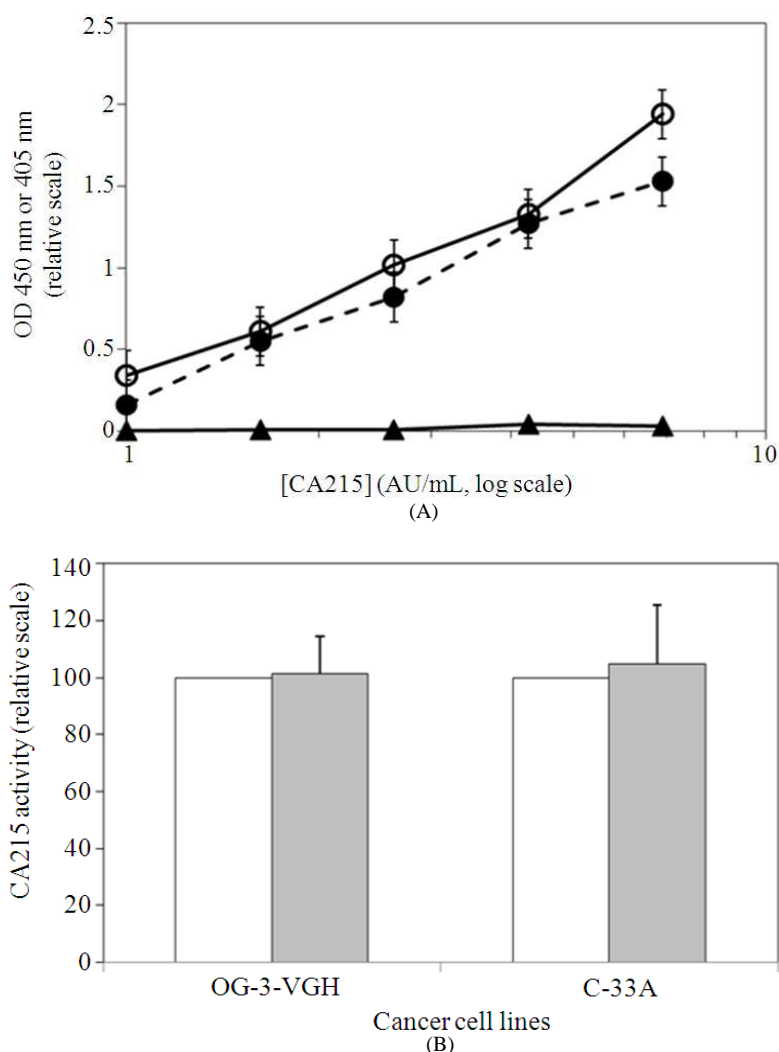 2.5
2
1.5
1
0.5
0
OD 450 nm or 405 nm
(relative scale)
1
10
[CA215] (AU/mL, log scale)
(A)
140
120
100
80
60
40
20
0
CA215 activity (relative scale)
OG-3-VGH
C-33A
Cancer cell lines
(B)